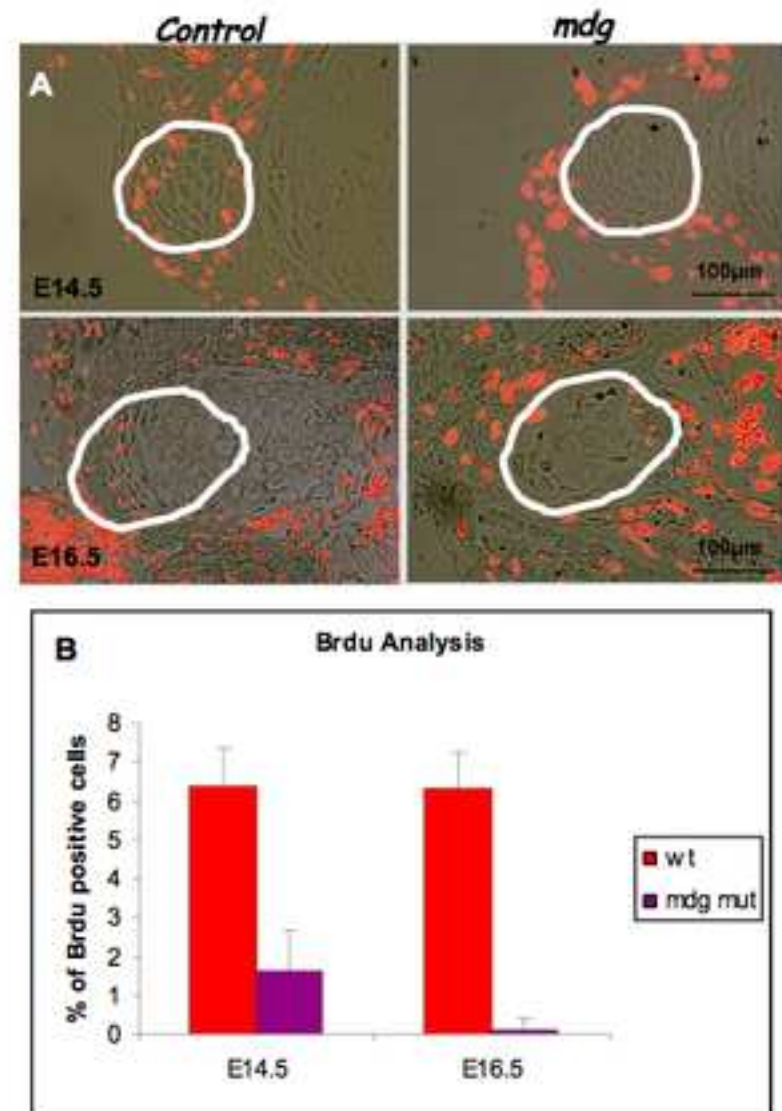 Control mdg
A
E14.5
100µm
E16.5
100µm
B
Brdu Analysis
% of Brdu positive cells
8
7
6
5
4
3
2
1
0
E14.5 E16.5
wt
mdg mut